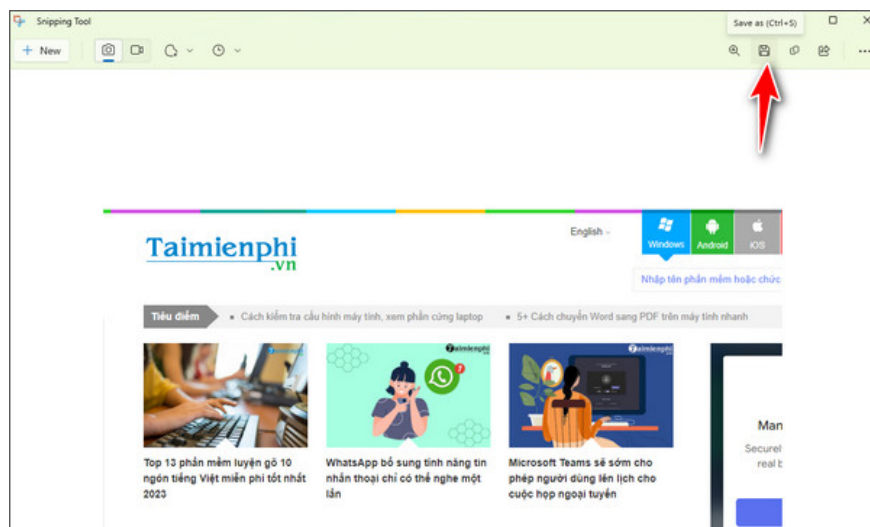 Snipping Tool
Save as (Ctrl+S)
New
Taimienphi
.vn
English
Windows
Android
iOS
Nhập tên phần mềm hoặc chức
Tiêu điểm
Cách kiểm tra cấu hình máy tính, xem phần cứng laptop
5+ Cách chuyển Word sang PDF trên máy tính nhanh
Taimienphi
Taimienphi
Taimienphi
Top 13 phần mềm luyện gõ 10
ngón tiếng Việt miễn phí tốt nhất
2023
WhatsApp bổ sung tính năng tin
nhắn thoại chỉ có thể nghe một
lần
Microsoft Teams sẽ sớm cho
phép người dùng lên lịch cho
cuộc họp ngoại tuyến
Man
Securel
real b